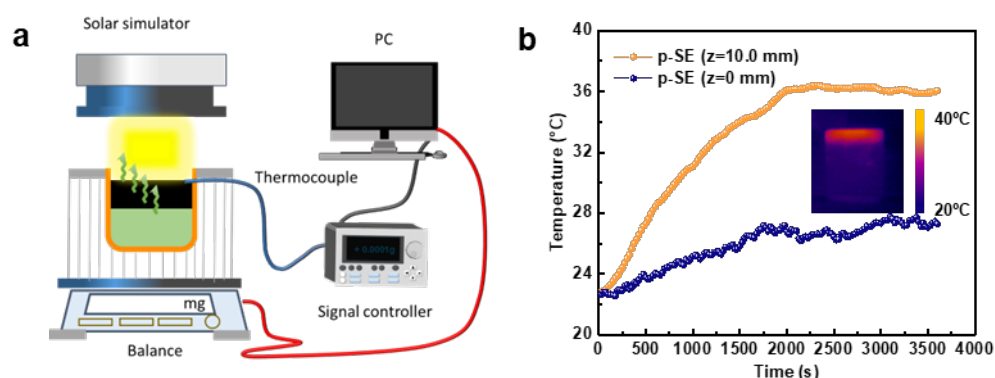 a
Solar simulator
PC
Thermocouple
+ 0.0001g
Signal controller
mg
Balance
b
p-SE (z=10.0 mm)
p-SE (z=0 mm)
40ºC
20ºC
Temperature (°C)
40
36
32
28
24
20
0 500 1000 1500 2000 2500 3000 3500 4000
Time (s)